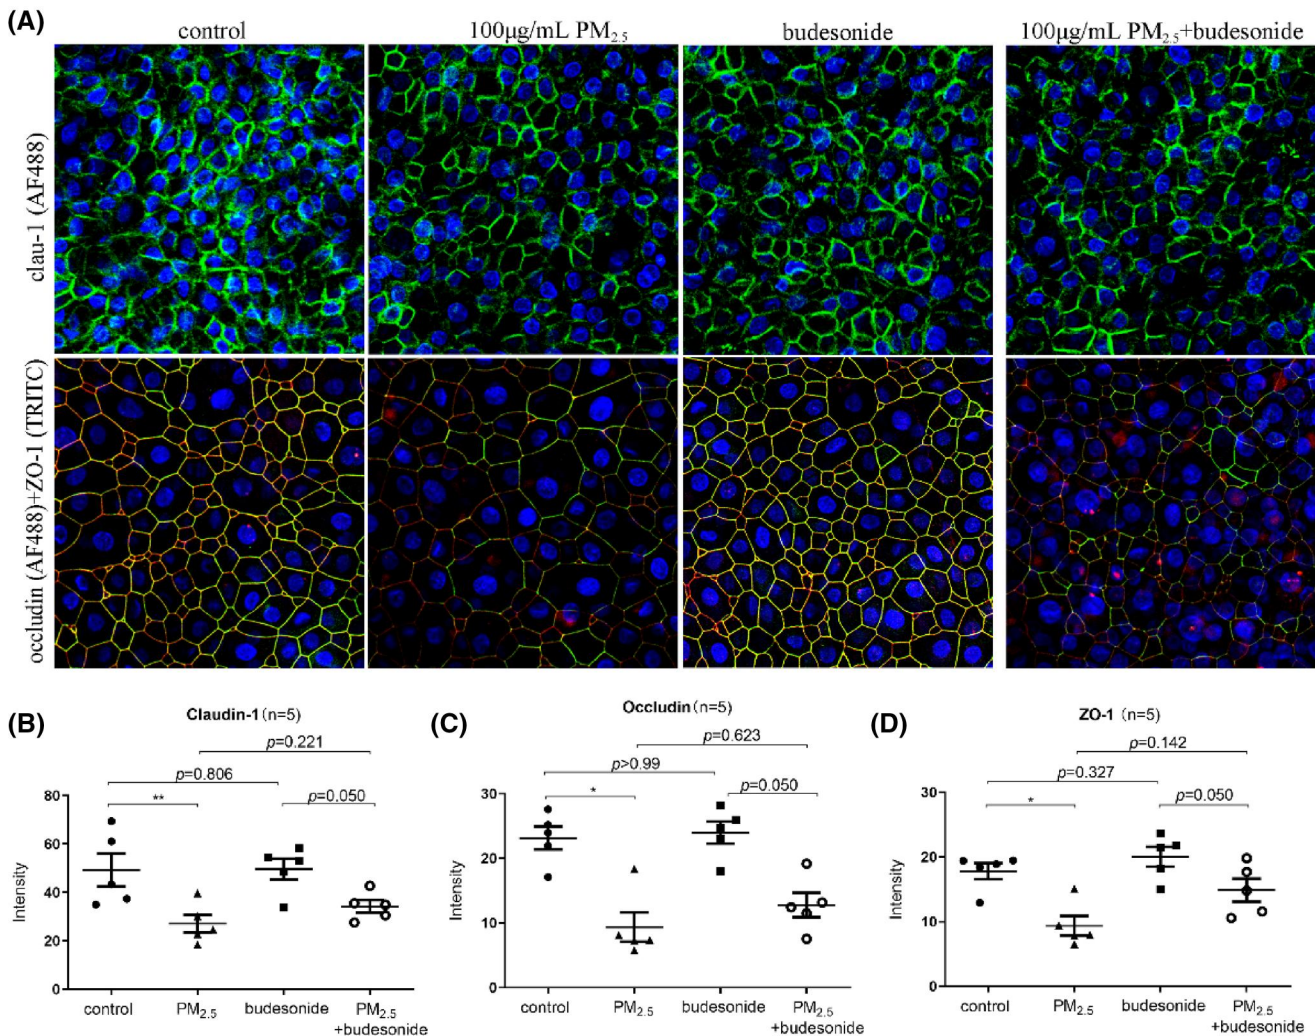 (A)
control
100μg/mL PM2.5
budesonide
100μg/mL PM2.5+budesonide
clau-1 (AF488)
occludin (AF488)+ZO-1 (TRITC)
(B)
Claudin-1(n=5)
p=0.221
p=0.806
**
p=0.050
Intensity
80
60
40
20
0
control
PM2.5
budesonide
PM2.5
+budesonide
(C)
Occludin(n=5)
p=0.623
p>0.99
*
p=0.050
Intensity
30
20
10
0
control
PM2.5
budesonide
PM2.5
+budesonide
(D)
ZO-1 (n=5)
p=0.142
p=0.327
*
p=0.050
Intensity
30
20
10
0
control
PM2.5
budesonide
PM2.5
+budesonide